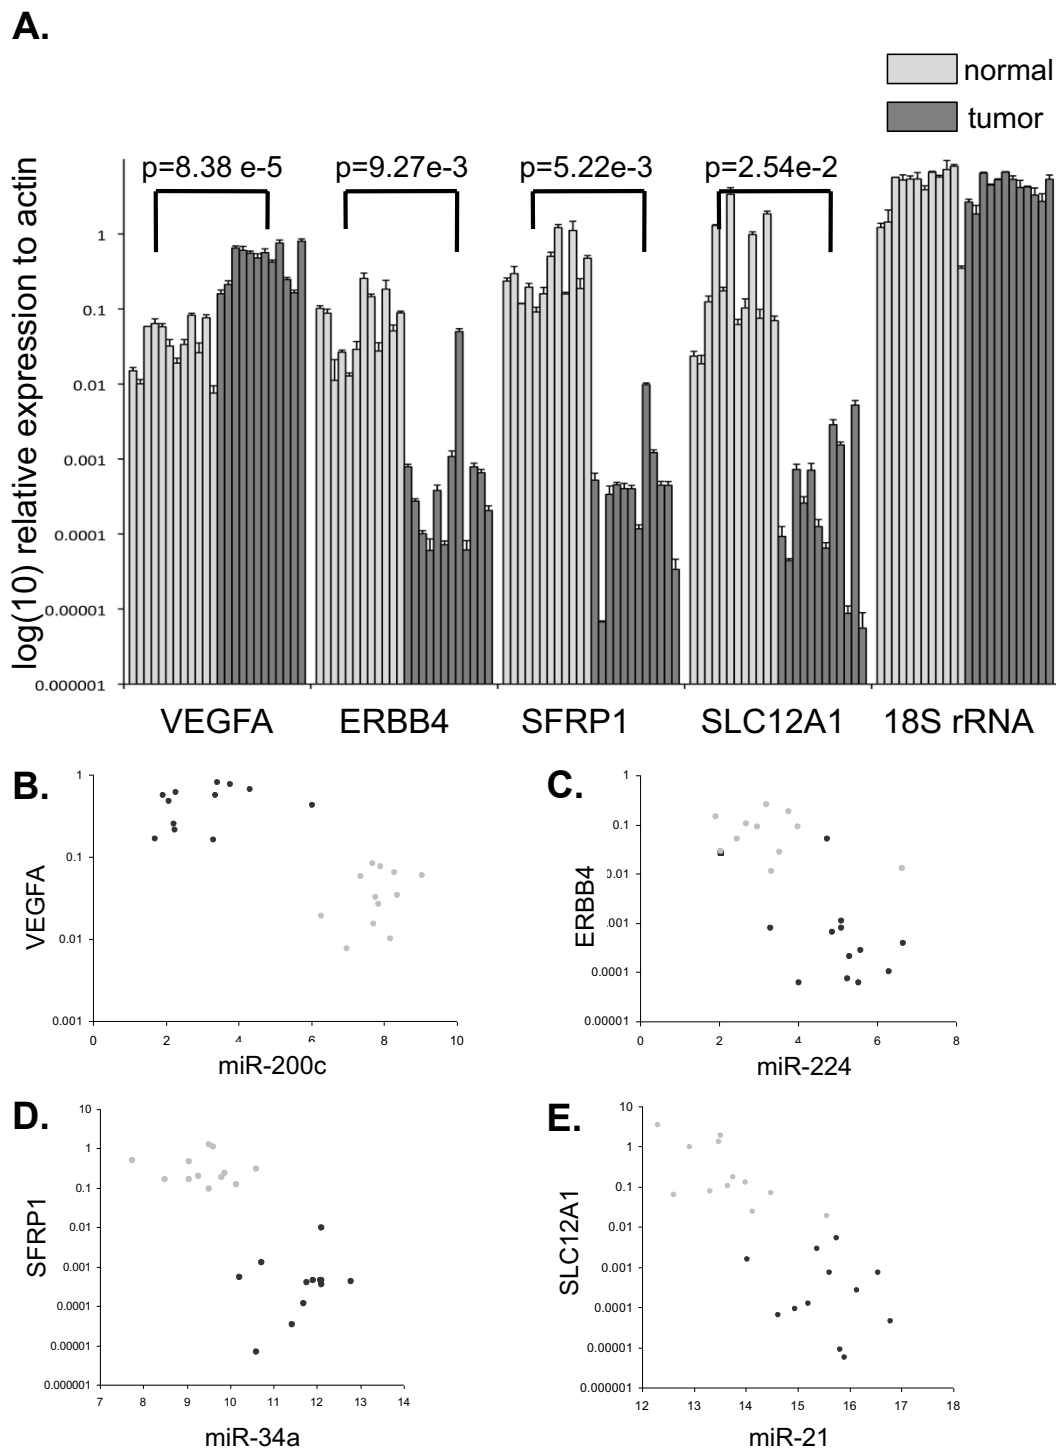 A.
normal
tumor
log(10) relative expression to actin
p=8.38 e-5
p=9.27e-3
p=5.22e-3
p=2.54e-2
1
0.1
0.01
0.001
0.0001
0.00001
0.000001
VEGFA
ERBB4
SFRP1
SLC12A1
18S rRNA
B.
VEGFA
1
0.1
0.01
0.001
0
2
4
6
8
10
miR-200c
C.
ERBB4
1
0.1
0.01
0.001
0.0001
0.00001
0
2
4
6
8
miR-224
D.
SFRP1
10
1
0.1
0.01
0.001
0.0001
0.00001
0.000001
7
8
9
10
11
12
13
14
miR-34a
E.
SLC12A1
10
1
0.1
0.01
0.001
0.0001
0.00001
0.000001
12
13
14
15
16
17
18
miR-21